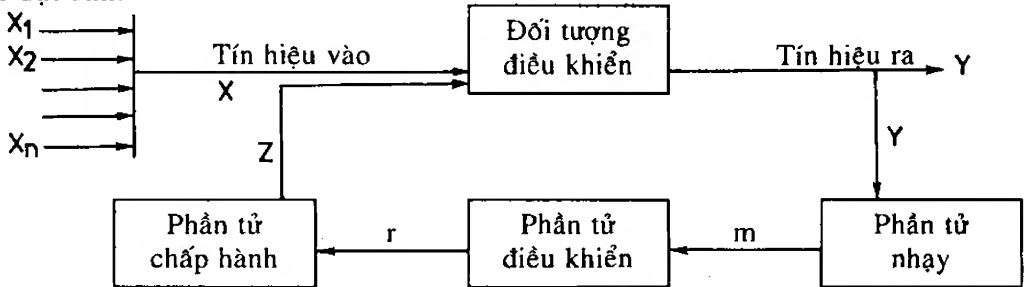 X1
X2
Xn
Tín hiệu vào
X
Đối tượng
điều khiển
Tín hiệu ra
Y
Y
Z
Phần tử
chấp hành
r
Phần tử
điều khiển
m
Phần tử
nhạy